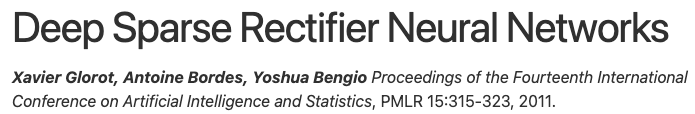 Deep Sparse Rectifier Neural Networks
Xavier Glorot, Antoine Bordes, Yoshua Bengio Proceedings of the Fourteenth International
Conference on Artificial Intelligence and Statistics, PMLR 15:315-323, 2011.